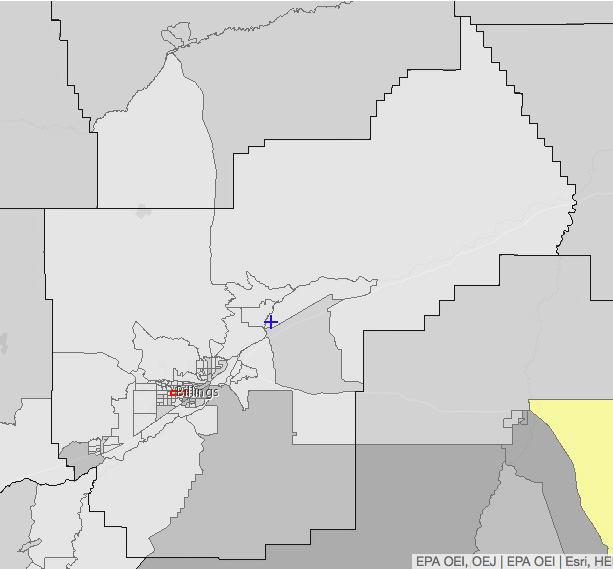 Billings
EPA OEI, OEJ | EPA OEI | Esri, HE